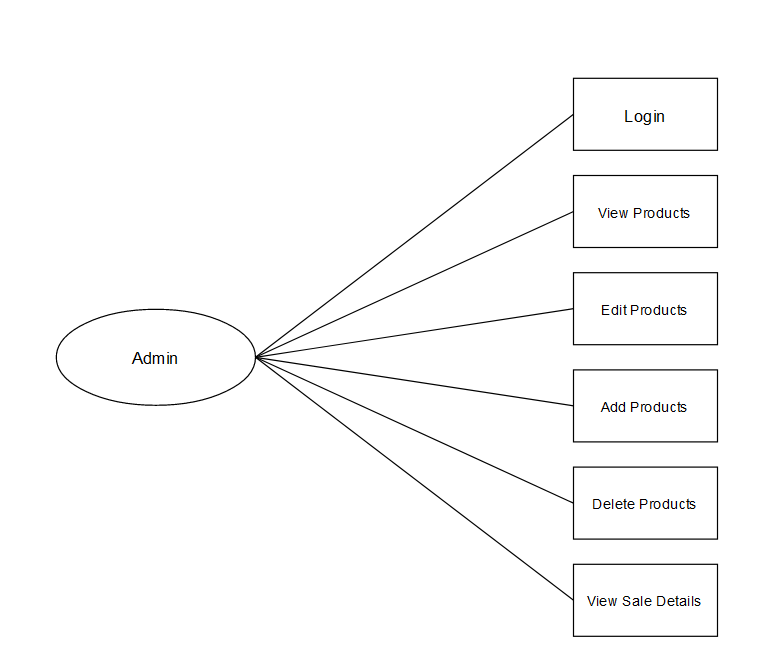 Login
View Products
Edit Products
Admin
Add Products
Delete Products
View Sale Details